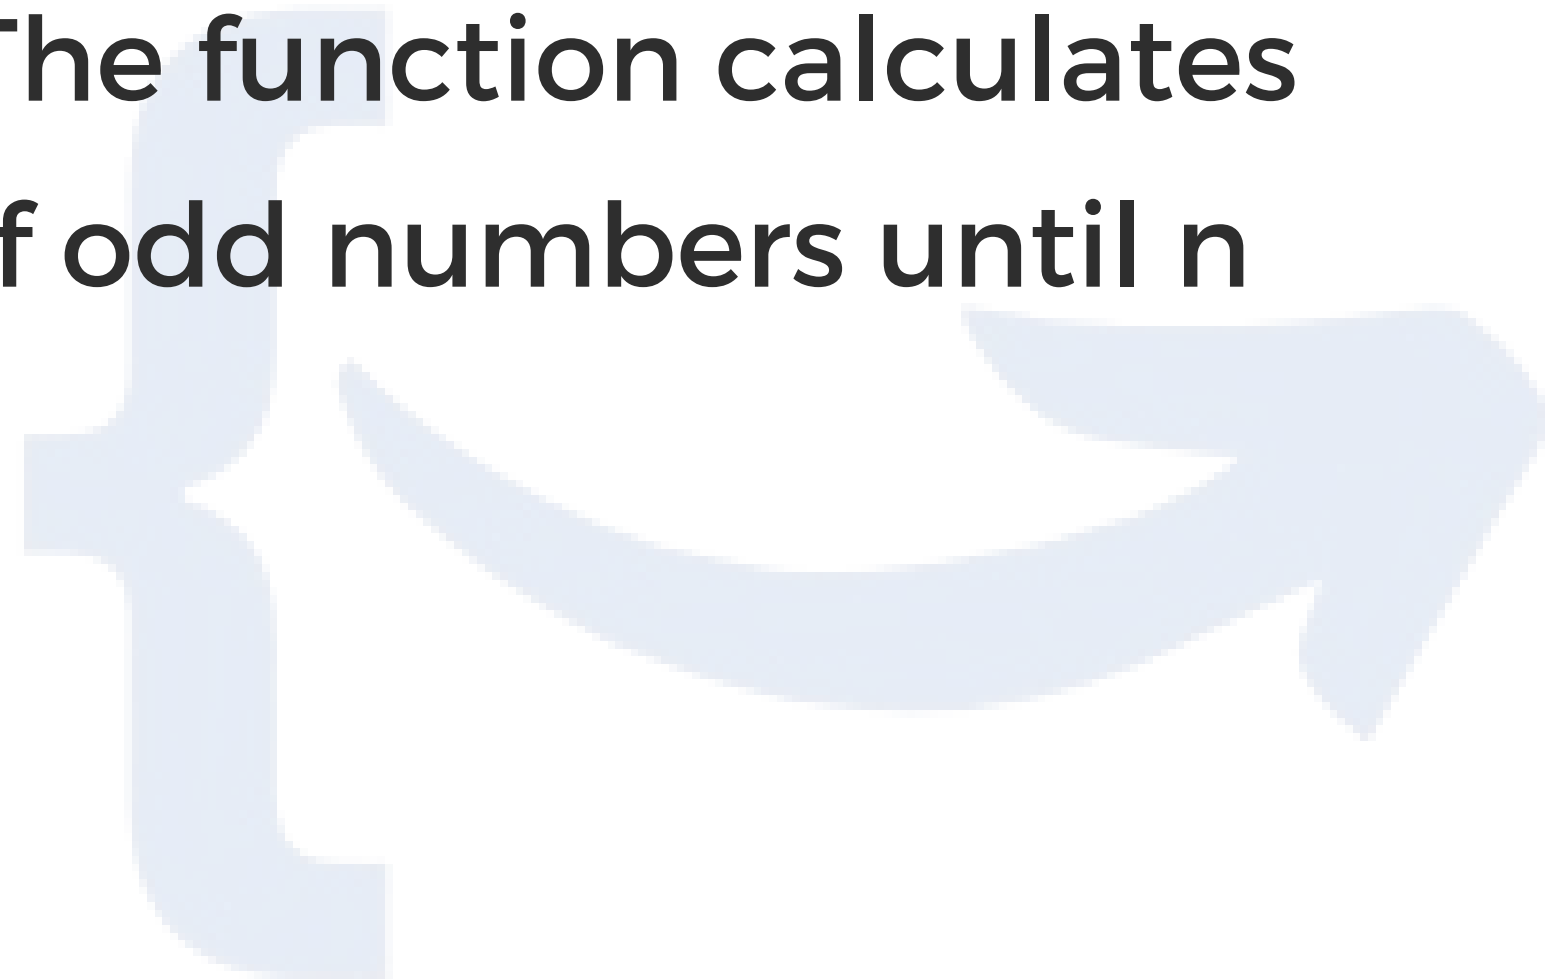 The function calculates
f odd numbers until n